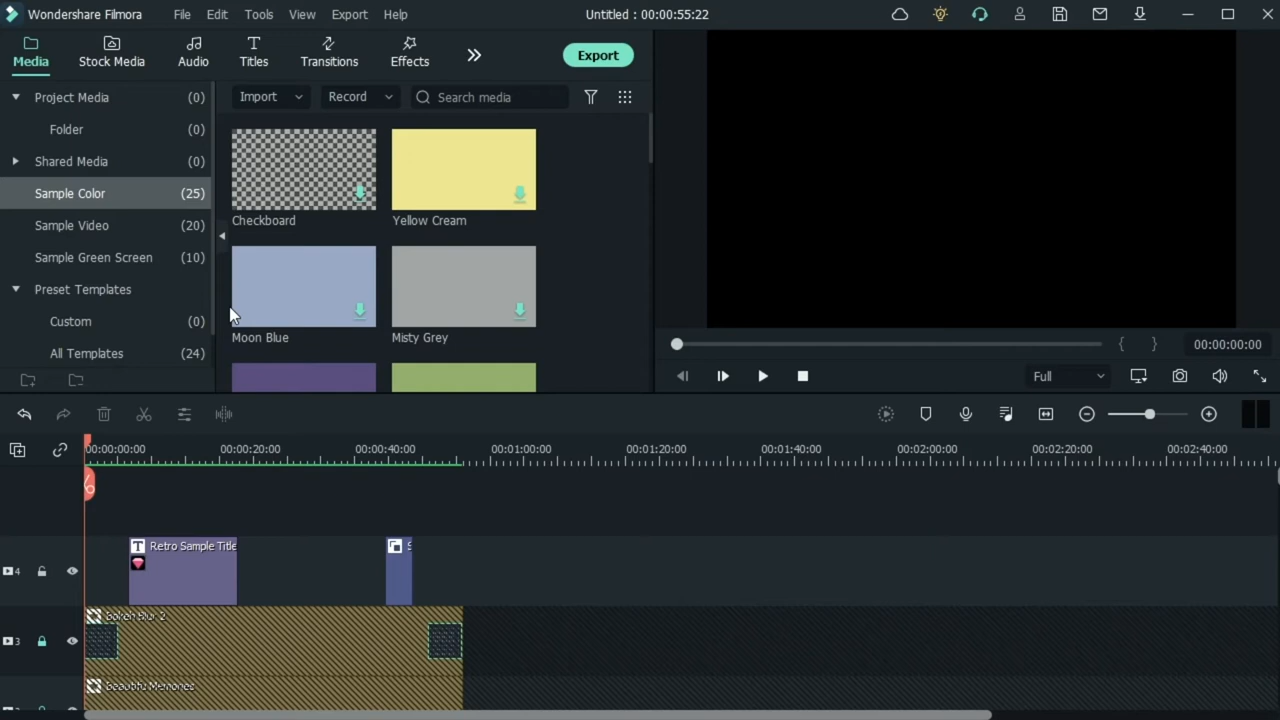 Wondershare Filmora File Edit Tools View Export Help Untitled : 00:00:55:22
Media Stock Media Audio Titles Transitions Effects Export
Project Media (0)
Folder (0)
Shared Media (0)
Sample Color (25)
Sample Video (20)
Sample Green Screen (10)
Preset Templates
Custom (0)
All Templates (24)
Import Record Search media
Checkboard Yellow Cream
Moon Blue Misty Grey
{ } 00:00:00:00
Full
00:00:00:00 00:00:20:00 00:00:40:00 00:01:00:00 00:01:20:00 00:01:40:00 00:02:00:00 00:02:20:00 00:02:40:00
T Retro Sample Title S
4
Bokeh Blur 2
3
Beautifu Memories